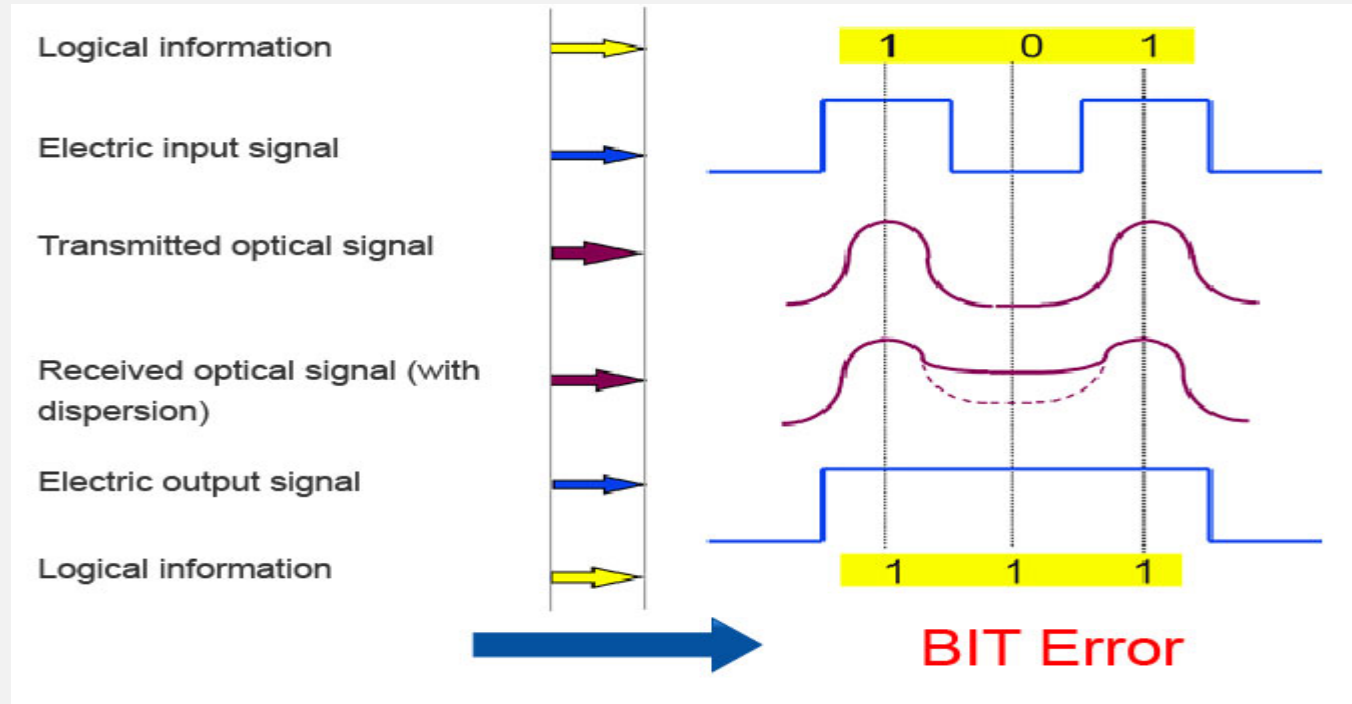 Logical information
1 0 1
Electric input signal
Transmitted optical signal
Received optical signal (with
dispersion)
Electric output signal
Logical information
1 1 1
BIT Error